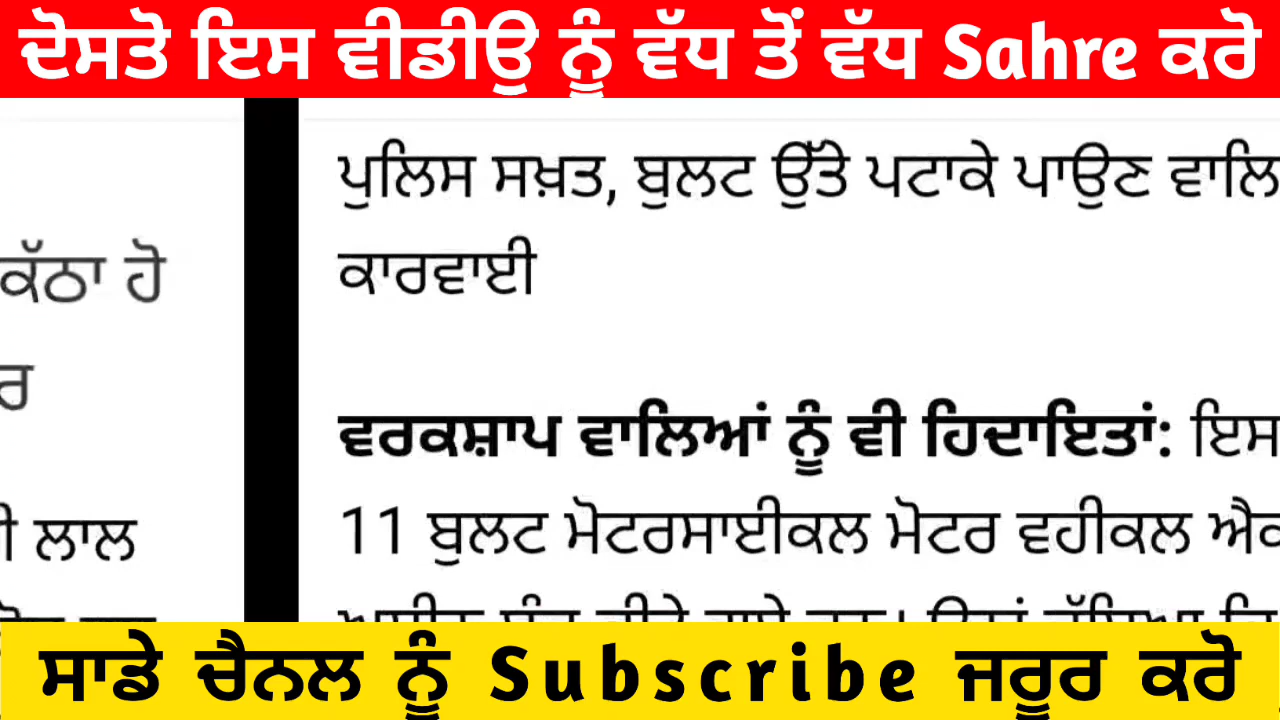 ਦੋਸਤੋ ਇਸ ਵੀਡੀਉ ਨੂੰ ਵੱਧ ਤੋਂ ਵੱਧ Sahre ਕਰੋ
ਕੱਠਾ ਹੋ
ਰ
ਲਾਲ
ਪੁਲਿਸ ਸਖ਼ਤ, ਬੁਲਟ ਉੱਤੇ ਪਟਾਕੇ ਪਾਉਣ ਵਾਲਿ
ਕਾਰਵਾਈ
ਵਰਕਸ਼ਾਪ ਵਾਲਿਆਂ ਨੂੰ ਵੀ ਹਿਦਾਇਤਾਂ: ਇਸ
11 ਬੁਲਟ ਮੋਟਰਸਾਈਕਲ ਮੋਟਰ ਵਹੀਕਲ ਐਕ
ਸਾਡੇ ਚੈਨਲ ਨੂੰ Subscribe ਜਰੂਰ ਕਰੋ